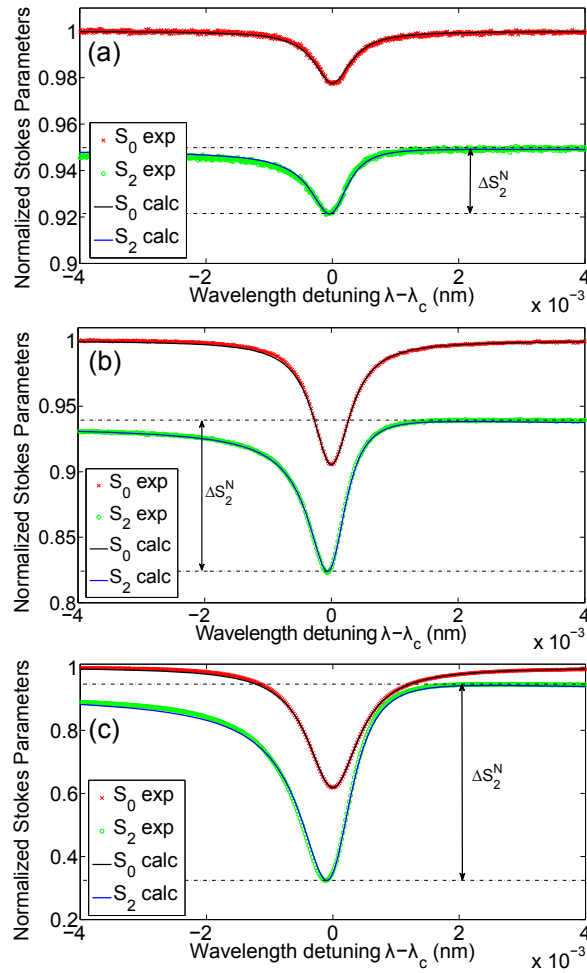 (a)
Normalized Stokes Parameters
1
0.98
0.96
0.94
0.92
0.9
S0 exp
S2 exp
S0 calc
S2 calc
ΔS2^N
−4 −2 0 2 4
Wavelength detuning λ−λc (nm)
x 10−3
(b)
Normalized Stokes Parameters
1
0.95
0.9
0.85
0.8
S0 exp
S2 exp
S0 calc
S2 calc
ΔS2^N
−4 −2 0 2 4
Wavelength detuning λ−λc (nm)
x 10−3
(c)
Normalized Stokes Parameters
1
0.8
0.6
0.4
0.2
S0 exp
S2 exp
S0 calc
S2 calc
ΔS2^N
−4 −2 0 2 4
Wavelength detuning λ−λc (nm)
x 10−3